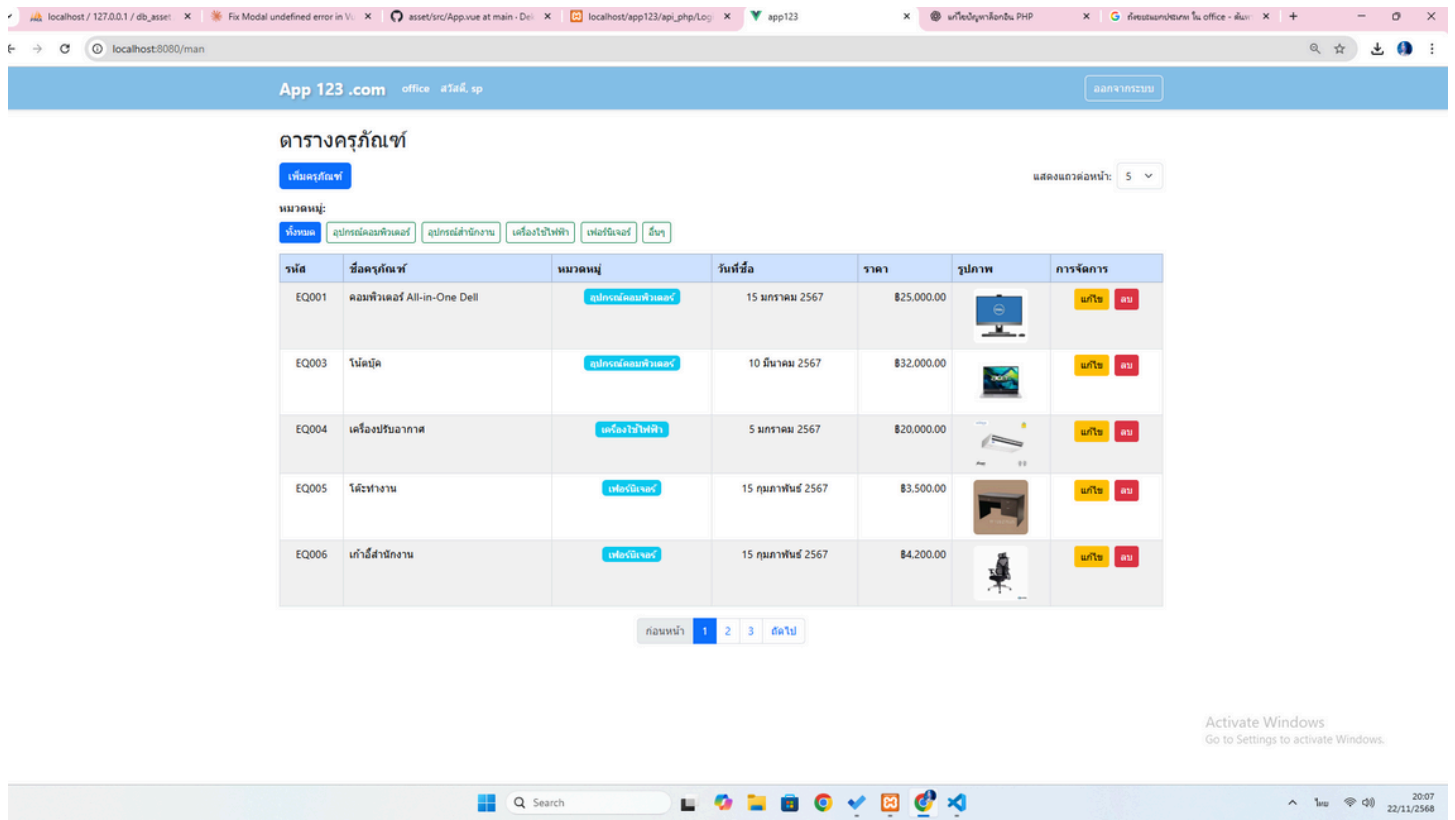 localhost / 127.0.0.1 / db_asset
Fix Modal undefined error in Vu
asset/src/App.vue at main · Del
localhost/app123/api_php/Log
app123
แก้ไขปัญหาล็อกอิน PHP
localhost:8080/man
App 123 .com office สวัสดี, sp ออกจากระบบ
ตารางครุภัณฑ์
เพิ่มครุภัณฑ์ แสดงแถวต่อหน้า: 5
หมวดหมู่:
ทั้งหมด อุปกรณ์คอมพิวเตอร์ อุปกรณ์สำนักงาน เครื่องใช้ไฟฟ้า เฟอร์นิเจอร์ อื่นๆ
รหัส ชื่อครุภัณฑ์ หมวดหมู่ วันที่ซื้อ ราคา รูปภาพ การจัดการ
EQ001 คอมพิวเตอร์ All-in-One Dell อุปกรณ์คอมพิวเตอร์ 15 มกราคม 2567 ฿25,000.00 แก้ไข ลบ
EQ003 โน้ตบุ๊ค อุปกรณ์คอมพิวเตอร์ 10 มีนาคม 2567 ฿32,000.00 แก้ไข ลบ
EQ004 เครื่องปรับอากาศ เครื่องใช้ไฟฟ้า 5 มกราคม 2567 ฿20,000.00 แก้ไข ลบ
EQ005 โต๊ะทำงาน เฟอร์นิเจอร์ 15 กุมภาพันธ์ 2567 ฿3,500.00 แก้ไข ลบ
EQ006 เก้าอี้สำนักงาน เฟอร์นิเจอร์ 15 กุมภาพันธ์ 2567 ฿4,200.00 แก้ไข ลบ
ก่อนหน้า 1 2 3 ถัดไป
Activate Windows
Go to Settings to activate Windows.
Search
ไทย
20:07
22/11/2568